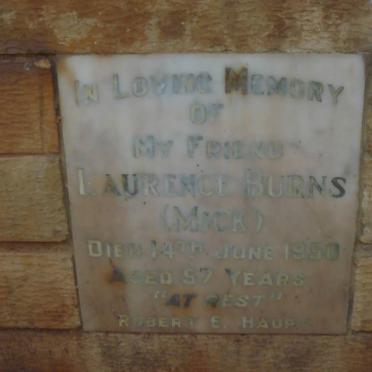 In Loving Memory
Of
My Friend
Laurence Burns
(Mick)
Died 14th June 1950
Aged 57 Years
"At Rest"
Robert E.